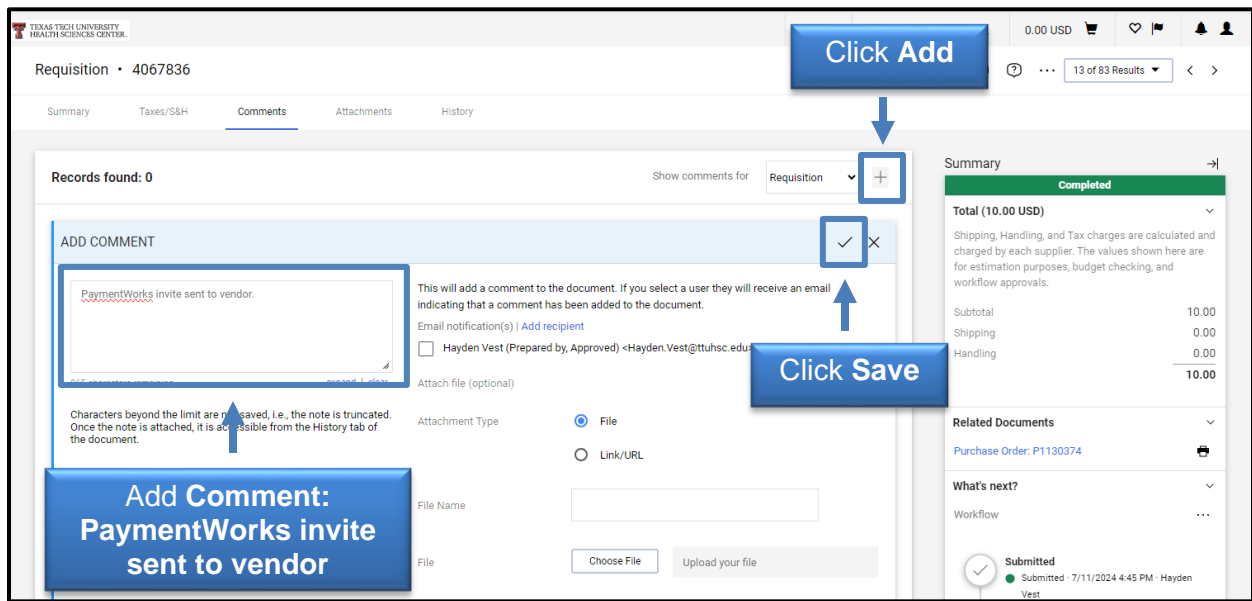 TEXAS TECH UNIVERSITY
HEALTH SCIENCES CENTER.
0.00 USD
Requisition • 4067836
13 of 83 Results
Click Add
Summary
Taxes/S&H
Comments
Attachments
History
Records found: 0
Show comments for
Requisition
ADD COMMENT
PaymentWorks invite sent to vendor.
characters remaining
expand | clear
Characters beyond the limit are not saved, i.e., the note is truncated.
Once the note is attached, it is accessible from the History tab of
the document.
This will add a comment to the document. If you select a user they will receive an email
indicating that a comment has been added to the document.
Email notification(s) | Add recipient
Hayden Vest (Prepared by, Approved) <Hayden.Vest@ttuhsc.edu>
Attach file (optional)
Attachment Type
File
Link/URL
File Name
File
Choose File
Upload your file
Click Save
Add Comment:
PaymentWorks invite
sent to vendor
Summary
Completed
Total (10.00 USD)
Shipping, Handling, and Tax charges are calculated and
charged by each supplier. The values shown here are
for estimation purposes, budget checking, and
workflow approvals.
Subtotal 10.00
Shipping 0.00
Handling 0.00
10.00
Related Documents
Purchase Order: P1130374
What's next?
Workflow
Submitted
Submitted · 7/11/2024 4:45 PM · Hayden
Vest